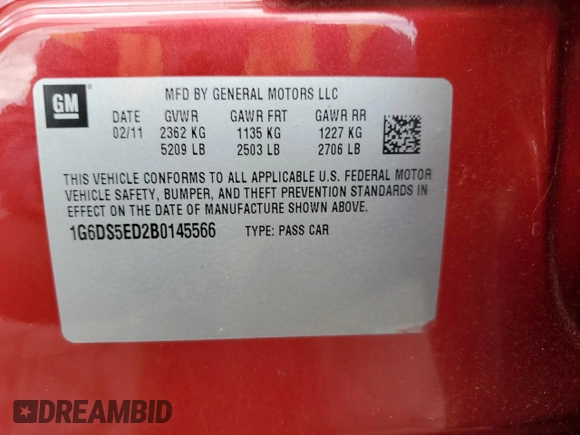 GM
MFD BY GENERAL MOTORS LLC
DATE GVWR GAWR FRT GAWR RR
02/11 2362 KG 1135 KG 1227 KG
5209 LB 2503 LB 2706 LB
THIS VEHICLE CONFORMS TO ALL APPLICABLE U.S. FEDERAL MOTOR
VEHICLE SAFETY, BUMPER, AND THEFT PREVENTION STANDARDS IN
EFFECT ON THE DATE OF MANUFACTURE SHOWN ABOVE.
1G6DS5ED2B0145566 TYPE: PASS CAR
DREAMBID